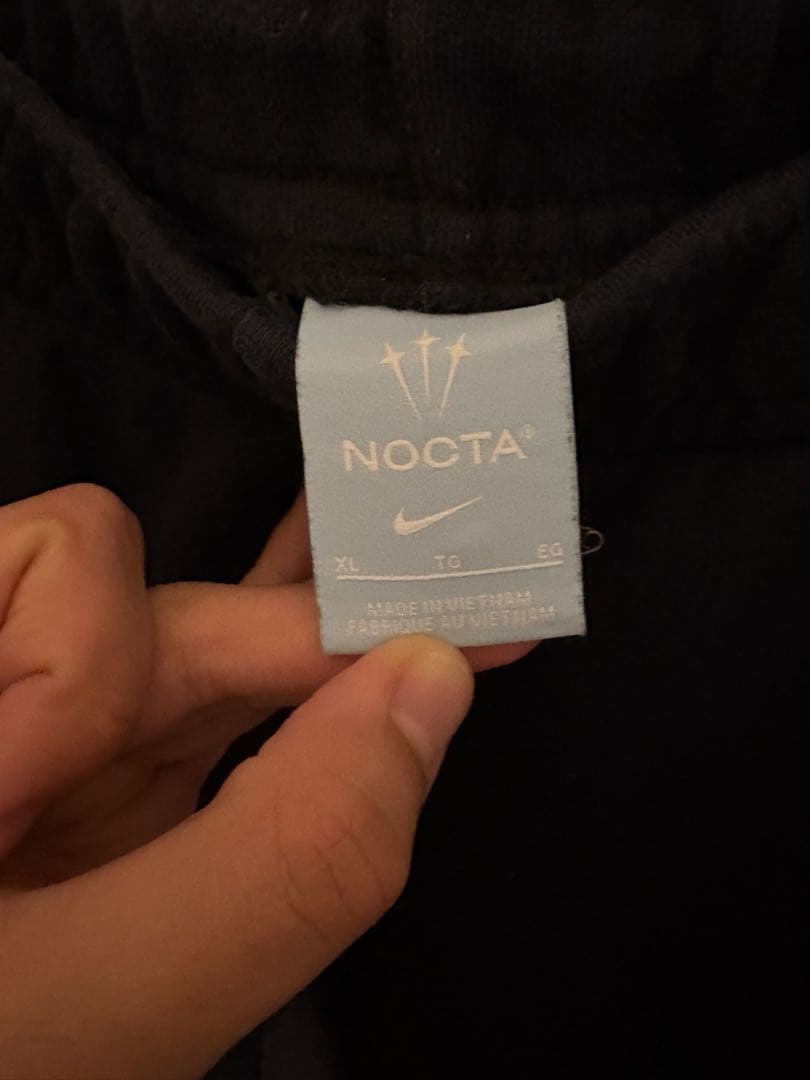 NOCTA®
XL TG EG
MADE IN VIETNAM
FABRIQUE AU VIETNAM